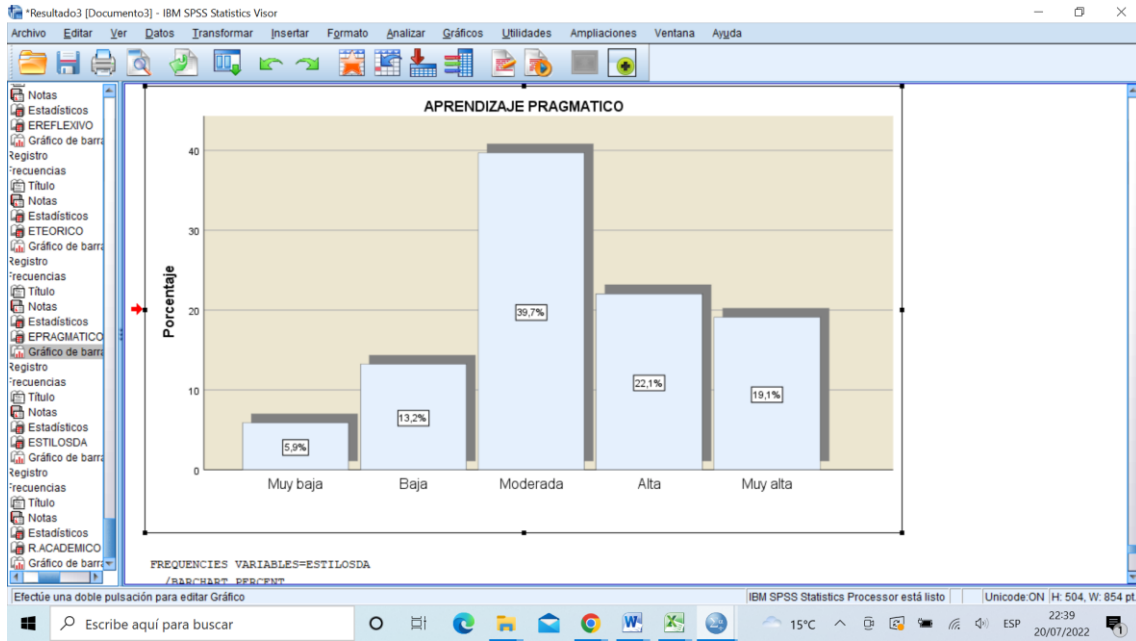 *Resultado3 [Documento3] - IBM SPSS Statistics Visor
Archivo Editar Ver Datos Transformar Insertar Formato Analizar Gráficos Utilidades Ampliaciones Ventana Ayuda
Notas
Estadísticos
EREFLEXIVO
Gráfico de barra
Registro
Frecuencias
Título
Notas
Estadísticos
ETEORICO
Gráfico de barra
Registro
Frecuencias
Título
Notas
Estadísticos
EPRAGMATICO
Gráfico de barra
Registro
Frecuencias
Título
Notas
Estadísticos
ESTILOSDA
Gráfico de barra
Registro
Frecuencias
Título
Notas
Estadísticos
R.ACADEMICO
Gráfico de barra
APRENDIZAJE PRAGMATICO
Porcentaje
40
30
20
10
0
5,9%
13,2%
39,7%
22,1%
19,1%
Muy baja Baja Moderada Alta Muy alta
FREQUENCIES VARIABLES=ESTILOSDA
/BARCHART PERCENT
Efectúe una doble pulsación para editar Gráfico
IBM SPSS Statistics Processor está listo Unicode:ON H: 504, W: 854 pt.
Escribe aquí para buscar
15°C ESP 22:39
20/07/2022